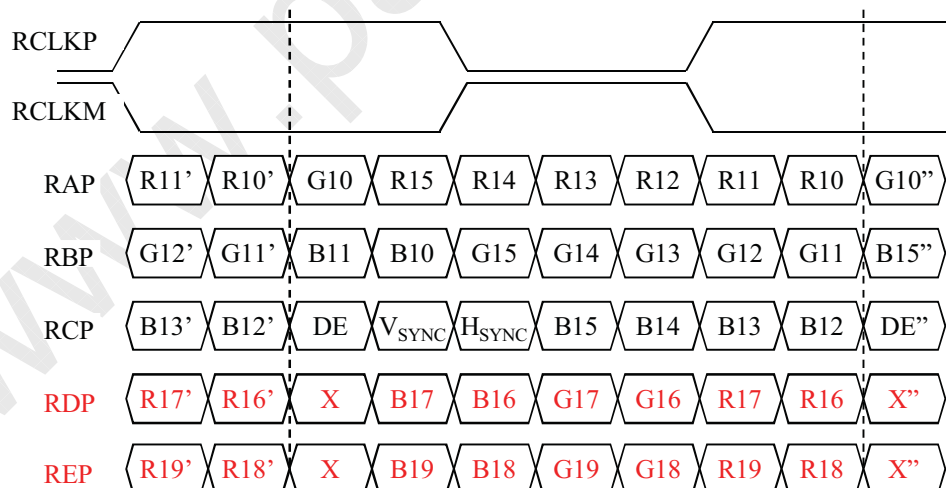 www.pa
RCLKP
RCLKM
RAP R11’ R10’ G10 R15 R14 R13 R12 R11 R10 G10”
RBP G12’ G11’ B11 B10 G15 G14 G13 G12 G11 B15”
RCP B13’ B12’ DE VSYNC HSYNC B15 B14 B13 B12 DE”
RDP R17’ R16’ X B17 B16 G17 G16 R17 R16 X”
REP R19’ R18’ X B19 B18 G19 G18 R19 R18 X”